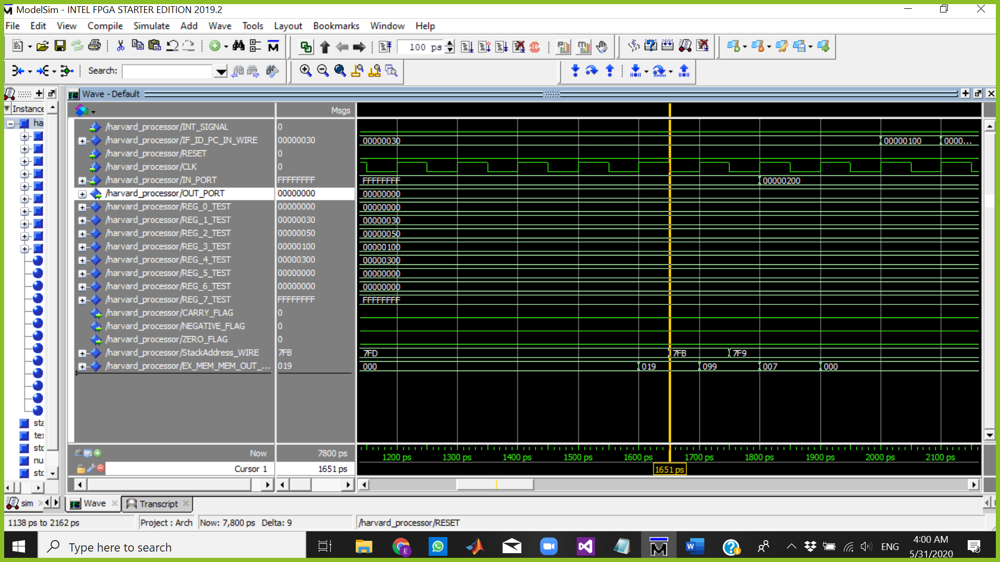 ModelSim - INTEL FPGA STARTER EDITION 2019.2
File Edit View Compile Simulate Add Wave Tools Layout Bookmarks Window Help
100 ps
Search:
Wave - Default
Instance
Msgs
ha
/harvard_processor/INT_SIGNAL 0
/harvard_processor/IF_ID_PC_IN_WIRE 00000030 00000030 00000100 0000...
/harvard_processor/RESET 0
/harvard_processor/CLK 0
/harvard_processor/IN_PORT FFFFFFFF FFFFFFFF 00000200
/harvard_processor/OUT_PORT 00000000 00000000
/harvard_processor/REG_0_TEST 00000000 00000000
/harvard_processor/REG_1_TEST 00000030 00000030
/harvard_processor/REG_2_TEST 00000050 00000050
/harvard_processor/REG_3_TEST 00000100 00000100
/harvard_processor/REG_4_TEST 00000300 00000300
/harvard_processor/REG_5_TEST 00000000 00000000
/harvard_processor/REG_6_TEST 00000000 00000000
/harvard_processor/REG_7_TEST FFFFFFFF FFFFFFFF
/harvard_processor/CARRY_FLAG 0
/harvard_processor/NEGATIVE_FLAG 0
/harvard_processor/ZERO_FLAG 0
/harvard_processor/StackAddress_WIRE 7FB 7FD 7FB 7F9
/harvard_processor/EX_MEM_MEM_OUT_... 019 000 019 099 007 000
sta
tex
std
nu
std
Now 7800 ps 1200 ps 1300 ps 1400 ps 1500 ps 1600 ps 1700 ps 1800 ps 1900 ps 2000 ps 2100 ps
Cursor 1 1651 ps 1651 ps
sim Wave Transcript
1138 ps to 2162 ps Project : Arch Now: 7,800 ps Delta: 9 /harvard_processor/RESET
Type here to search ENG 4:00 AM
5/31/2020